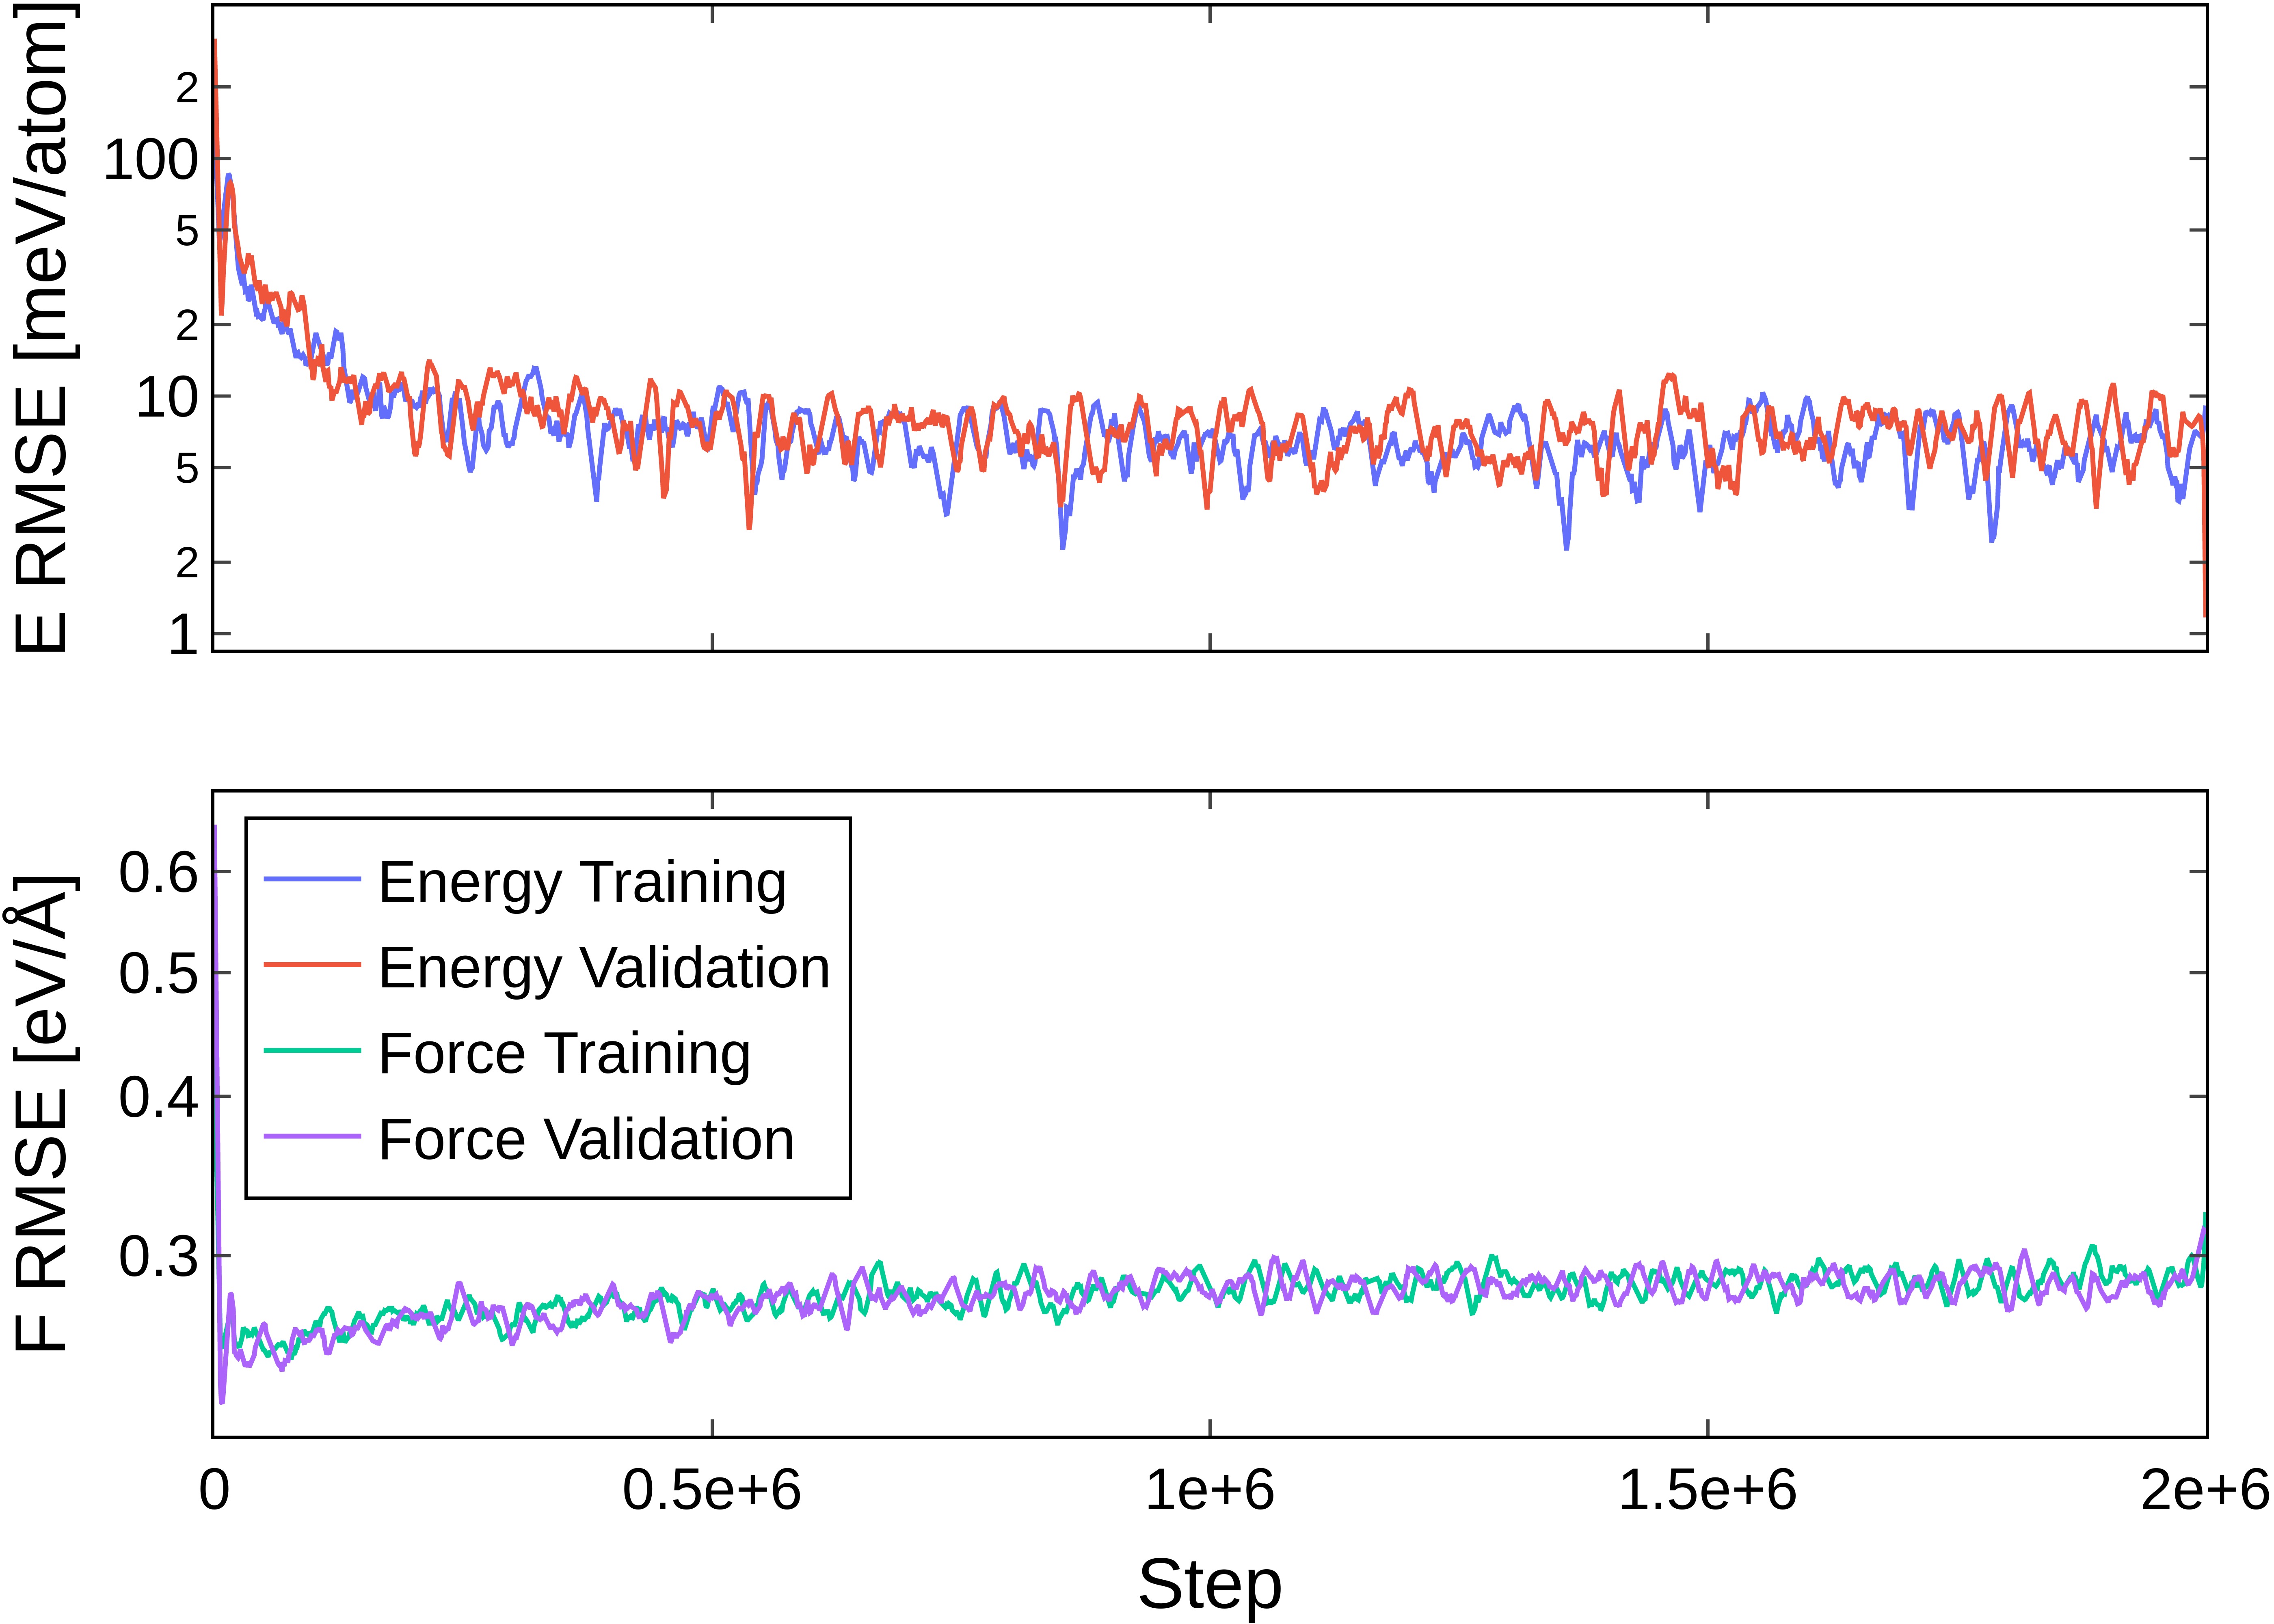 E RMSE [meV/atom]
2
100
5
2
10
5
2
1
F RMSE [eV/Å]
0.6
0.5
0.4
0.3
Energy Training
Energy Validation
Force Training
Force Validation
0 0.5e+6 1e+6 1.5e+6 2e+6
Step